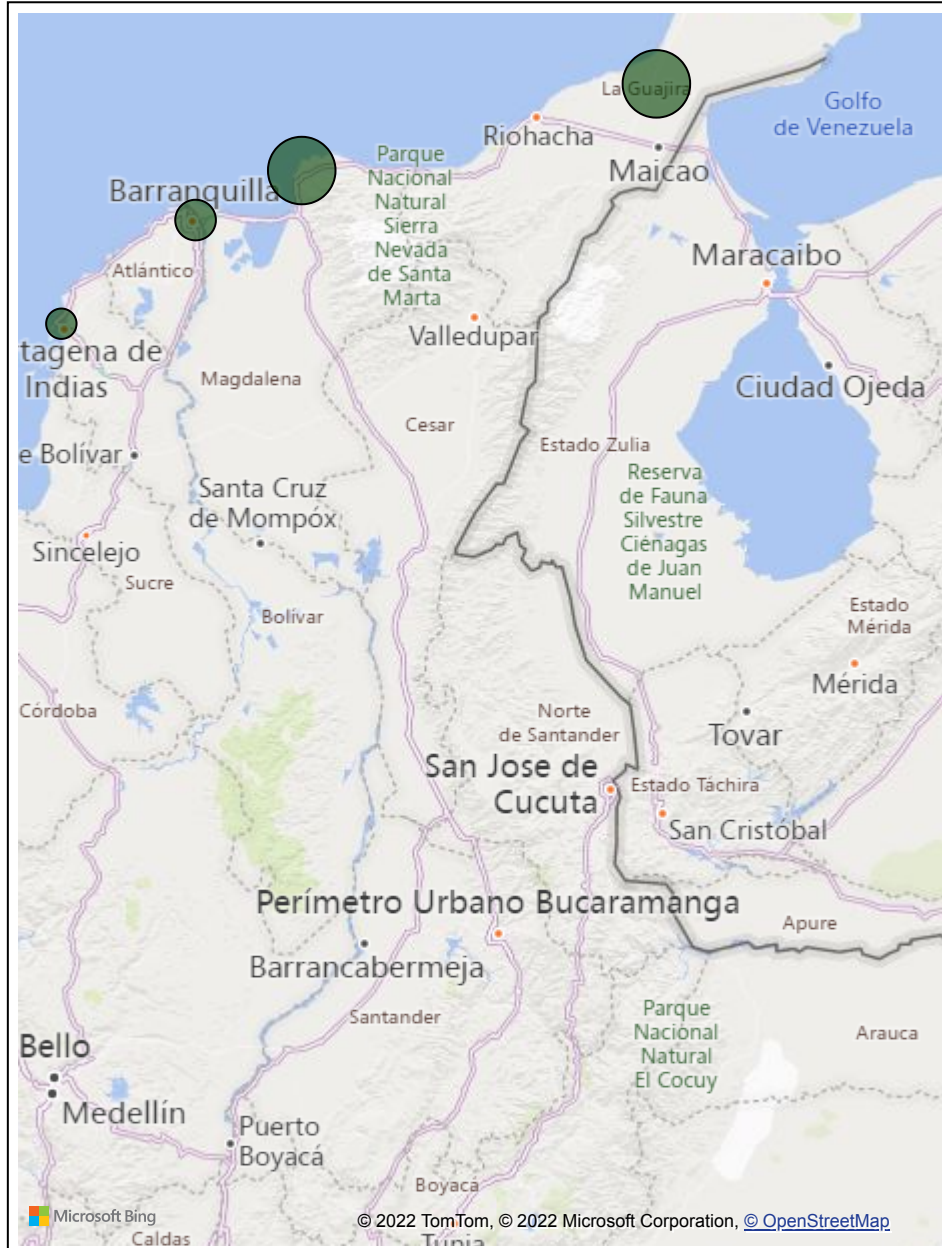 La Guajira
Golfo
de Venezuela
Riohacha
Maicao
Parque
Nacional
Natural
Sierra
Nevada
de Santa
Marta
Barranquilla
Atlántico
Maracaibo
Valledupar
tagena de
Indias
Magdalena
Ciudad Ojeda
Cesar
Estado Zulia
e Bolívar
Reserva
de Fauna
Silvestre
Ciénagas
de Juan
Manuel
Santa Cruz
de Mompóx
Sincelejo
Sucre
Bolívar
Estado
Mérida
Mérida
Córdoba
Norte
de Santander
Tovar
San Jose de
Cucuta
Estado Táchira
San Cristóbal
Perímetro Urbano Bucaramanga
Apure
Barrancabermeja
Santander
Parque
Nacional
Natural
El Cocuy
Arauca
Bello
Medellín
Puerto
Boyacá
Boyacá
Microsoft Bing
© 2022 TomTom, © 2022 Microsoft Corporation, © OpenStreetMap
Caldas
Tunja